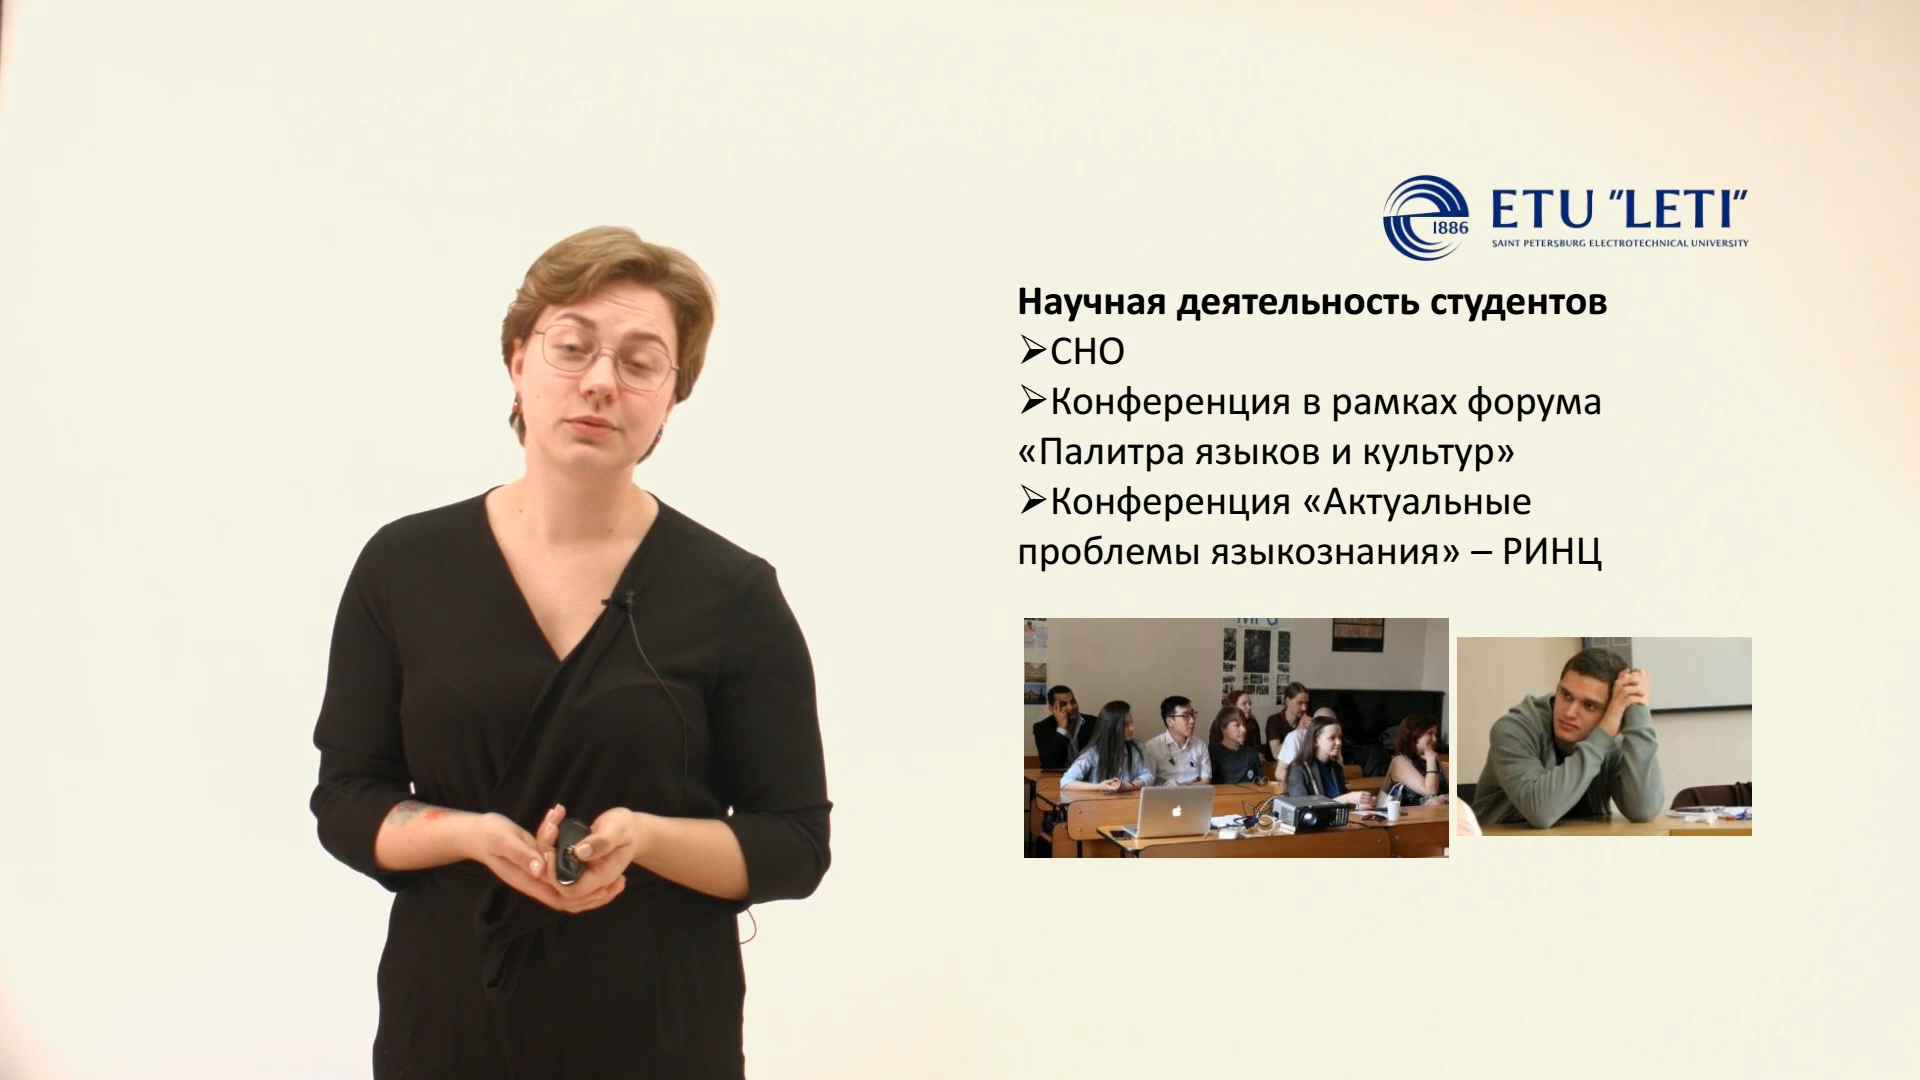 1886
ETU "LETI"
SAINT PETERSBURG ELECTROTECHNICAL UNIVERSITY
Научная деятельность студентов
➢СНО
➢Конференция в рамках форума
«Палитра языков и культур»
➢Конференция «Актуальные
проблемы языкознания» – РИНЦ